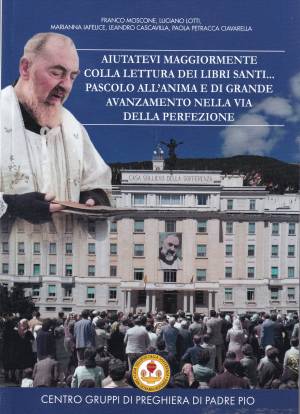 FRANCO MOSCONE, LUCIANO LOTTI,
MARIANNA IAFELICE, LEANDRO CASCAVILLA, PAOLA PETRACCA CIAVARELLA
AIUTATEVI MAGGIORMENTE
COLLA LETTURA DEI LIBRI SANTI...
PASCOLO ALL'ANIMA E DI GRANDE
AVANZAMENTO NELLA VIA
DELLA PERFEZIONE
CASA SOLLIEVO DELLA SOFFERENZA
CENTRO GRUPPI DI PREGHIERA DI PADRE PIO